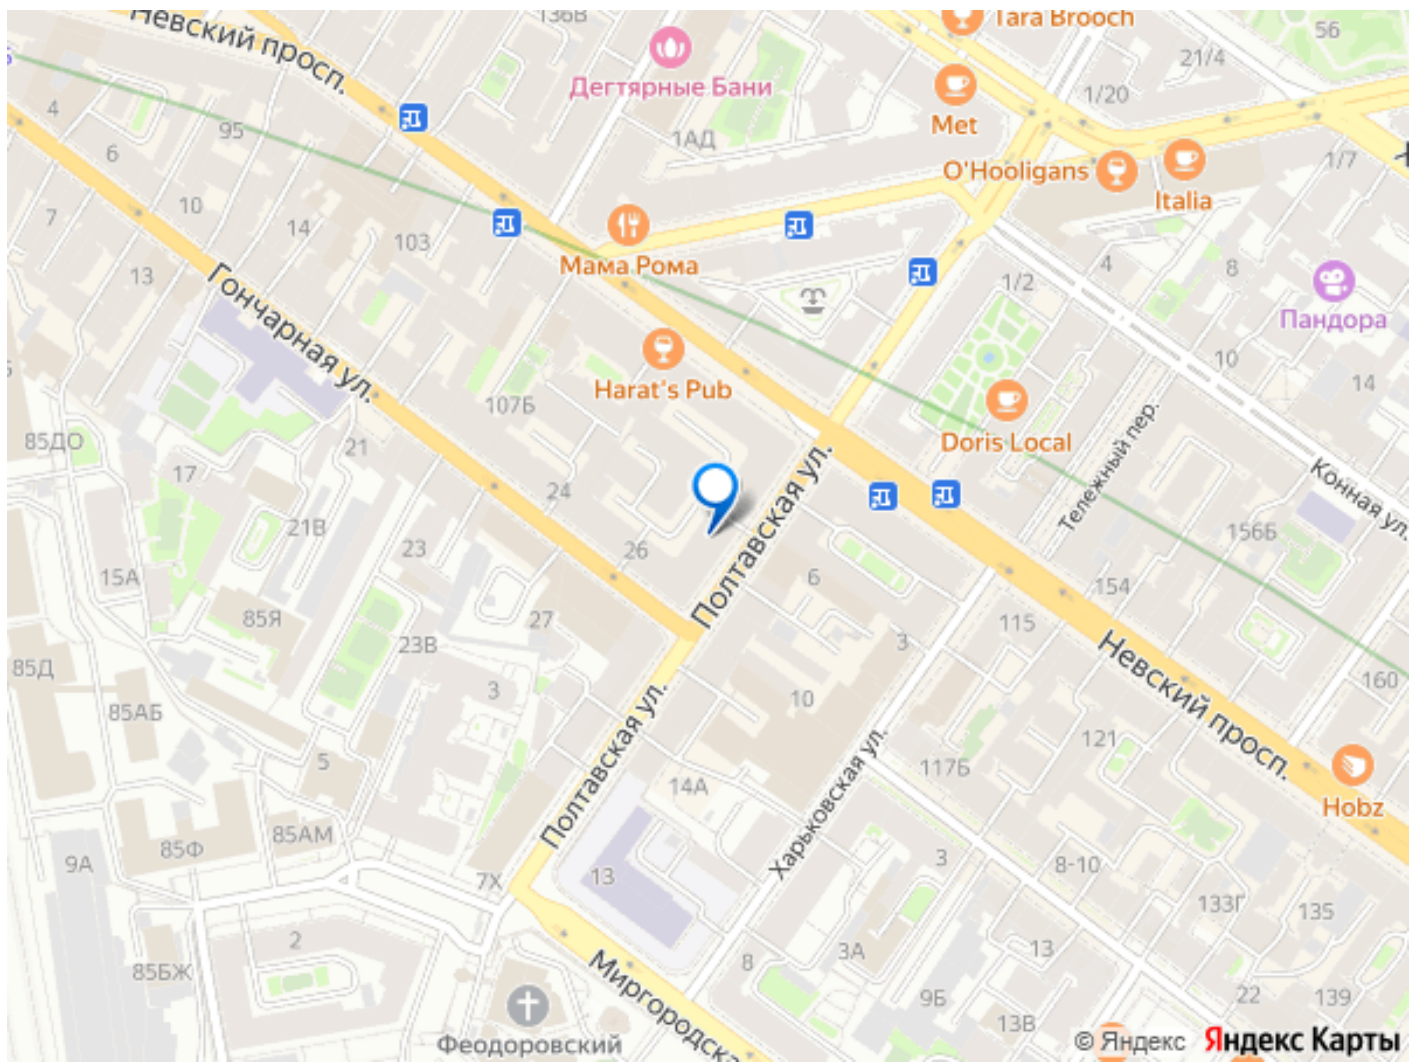 136В
Tara Brooch
56
Невский просп.
21/4
Дегтярные Бани
1/20
4
95
Met
1АД
6
O'Hooligans
1/7
Italia
7
10
14
103
13
Мама Рома
Гончарная ул.
1/2
4
8
Пандора
Harat's Pub
10
14
107Б
Doris Local
85ДО
21
17
Тележный пер.
Конная ул.
24
Полтавская ул.
21В
26
23
156Б
15А
6
154
85Я
27
23В
3
115
Невский просп.
85Д
3
10
160
85АБ
Полтавская ул.
121
5
14А
117Б
Харьковская ул.
Hobz
85АМ
85Ф
9А
7Х
13
3
8-10
133Г
135
2
13
3А
85БЖ
8
Миргородска
9Б
22
139
13В
Феодоровский
© Яндекс Яндекс Карты